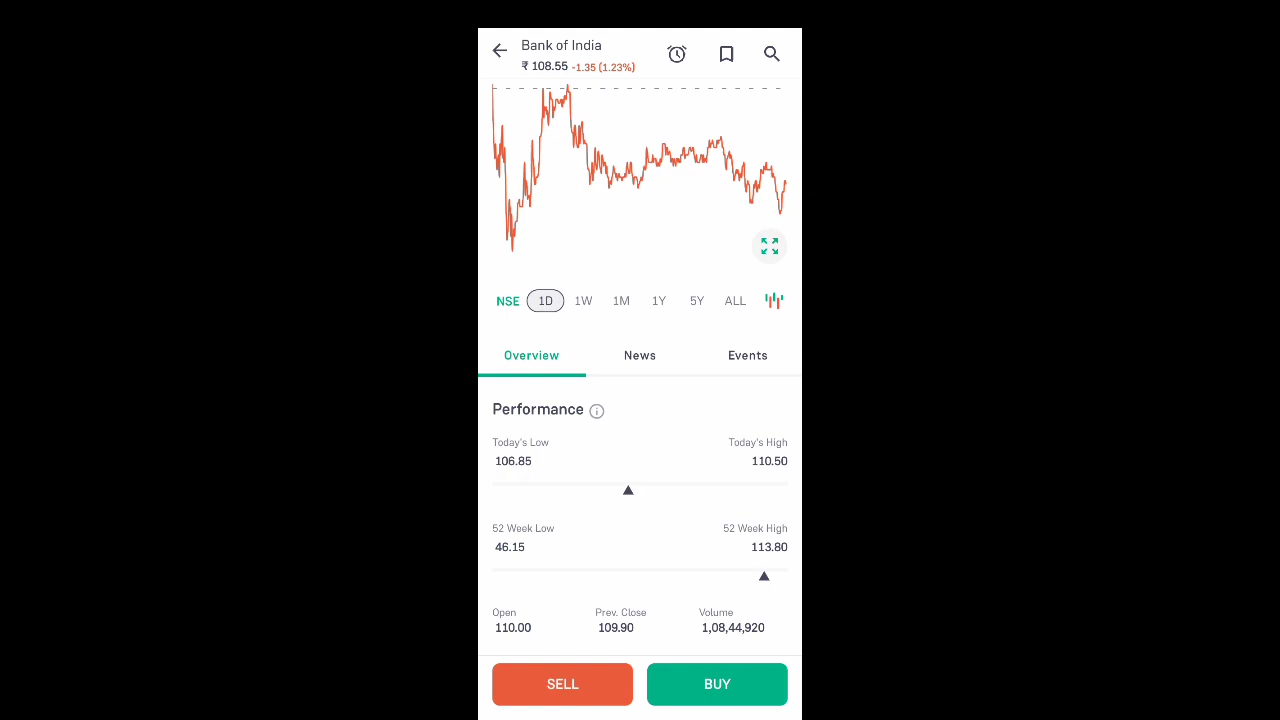 Bank of India
₹ 108.55 -1.35 (1.23%)
NSE 1D 1W 1M 1Y 5Y ALL
Overview News Events
Performance
Today's Low Today's High
106.85 110.50
52 Week Low 52 Week High
46.15 113.80
Open Prev. Close Volume
110.00 109.90 1,08,44,920
SELL BUY